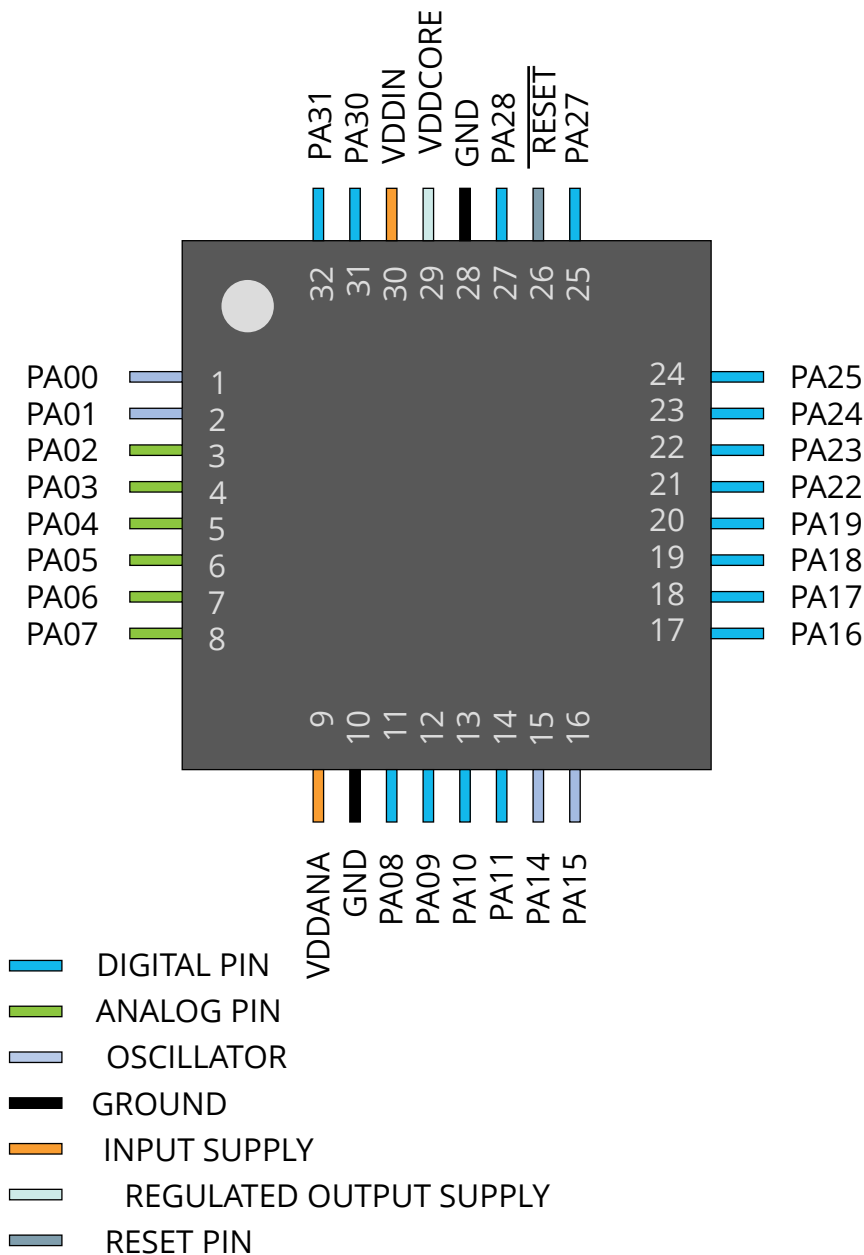 PA31
PA30
VDDIN
VDDCORE
GND
PA28
RESET
PA27
32
31
30
29
28
27
26
25
PA00 1
PA01 2
PA02 3
PA03 4
PA04 5
PA05 6
PA06 7
PA07 8
24 PA25
23 PA24
22 PA23
21 PA22
20 PA19
19 PA18
18 PA17
17 PA16
9
10
11
12
13
14
15
16
VDDANA
GND
PA08
PA09
PA10
PA11
PA14
PA15
DIGITAL PIN
ANALOG PIN
OSCILLATOR
GROUND
INPUT SUPPLY
REGULATED OUTPUT SUPPLY
RESET PIN